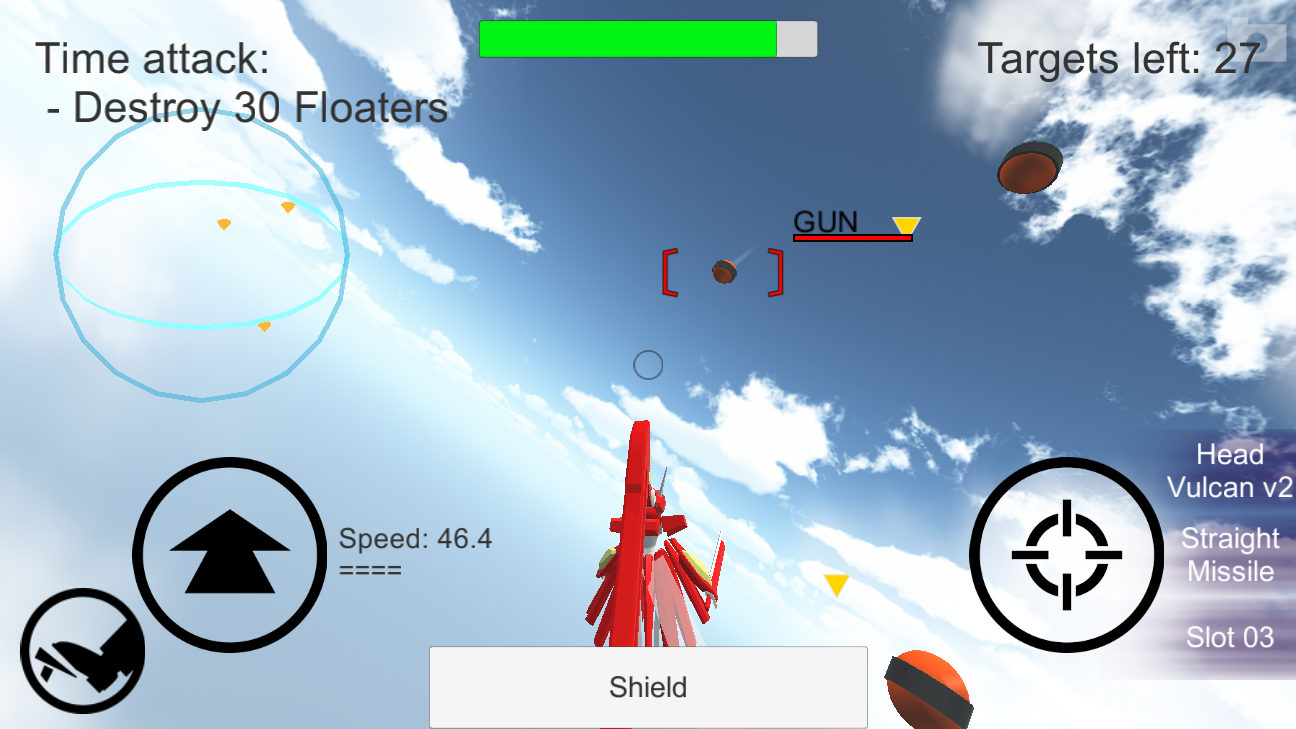 Time attack:
- Destroy 30 Floaters
Targets left: 27
GUN
Speed: 46.4
====
Head
Vulcan v2
Straight
Missile
Slot 03
Shield